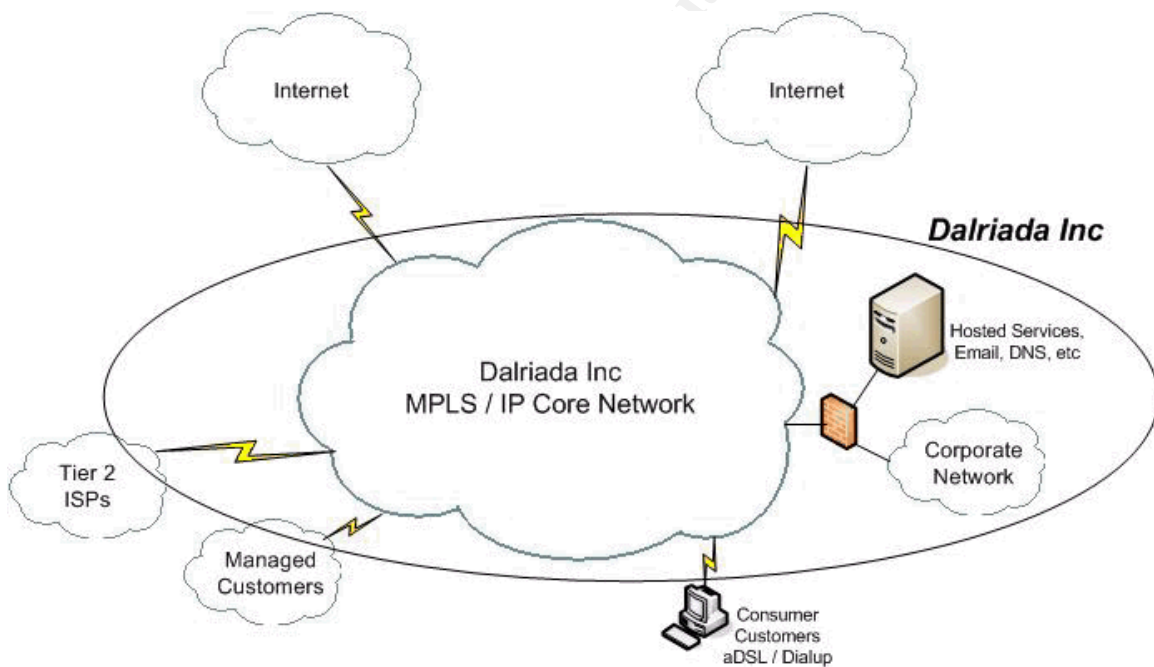 Internet
Internet
Dalriada Inc
Hosted Services,
Email, DNS, etc
Dalriada Inc
MPLS / IP Core Network
Corporate
Network
Tier 2
ISPs
Managed
Customers
Consumer
Customers
aDSL / Dialup